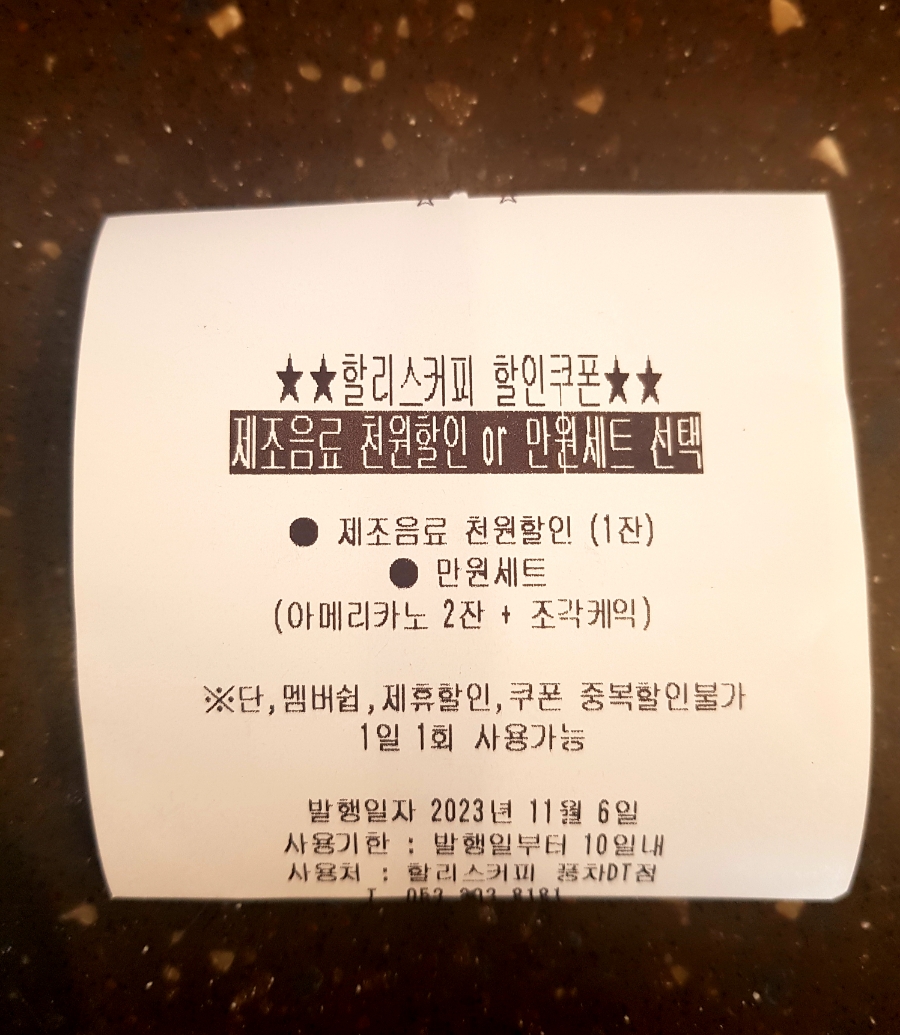 ☆ ☆
★★할리스커피 할인쿠폰★★
제조음료 천원할인 or 만원세트 선택
● 제조음료 천원할인 (1잔)
● 만원세트
(아메리카노 2잔 + 조각케익)
※단,멤버쉽,제휴할인,쿠폰 중복할인불가
1일 1회 사용가능
발행일자 2023년 11월 6일
사용기한 : 발행일부터 10일내
사용처 : 할리스커피 풍차DT점